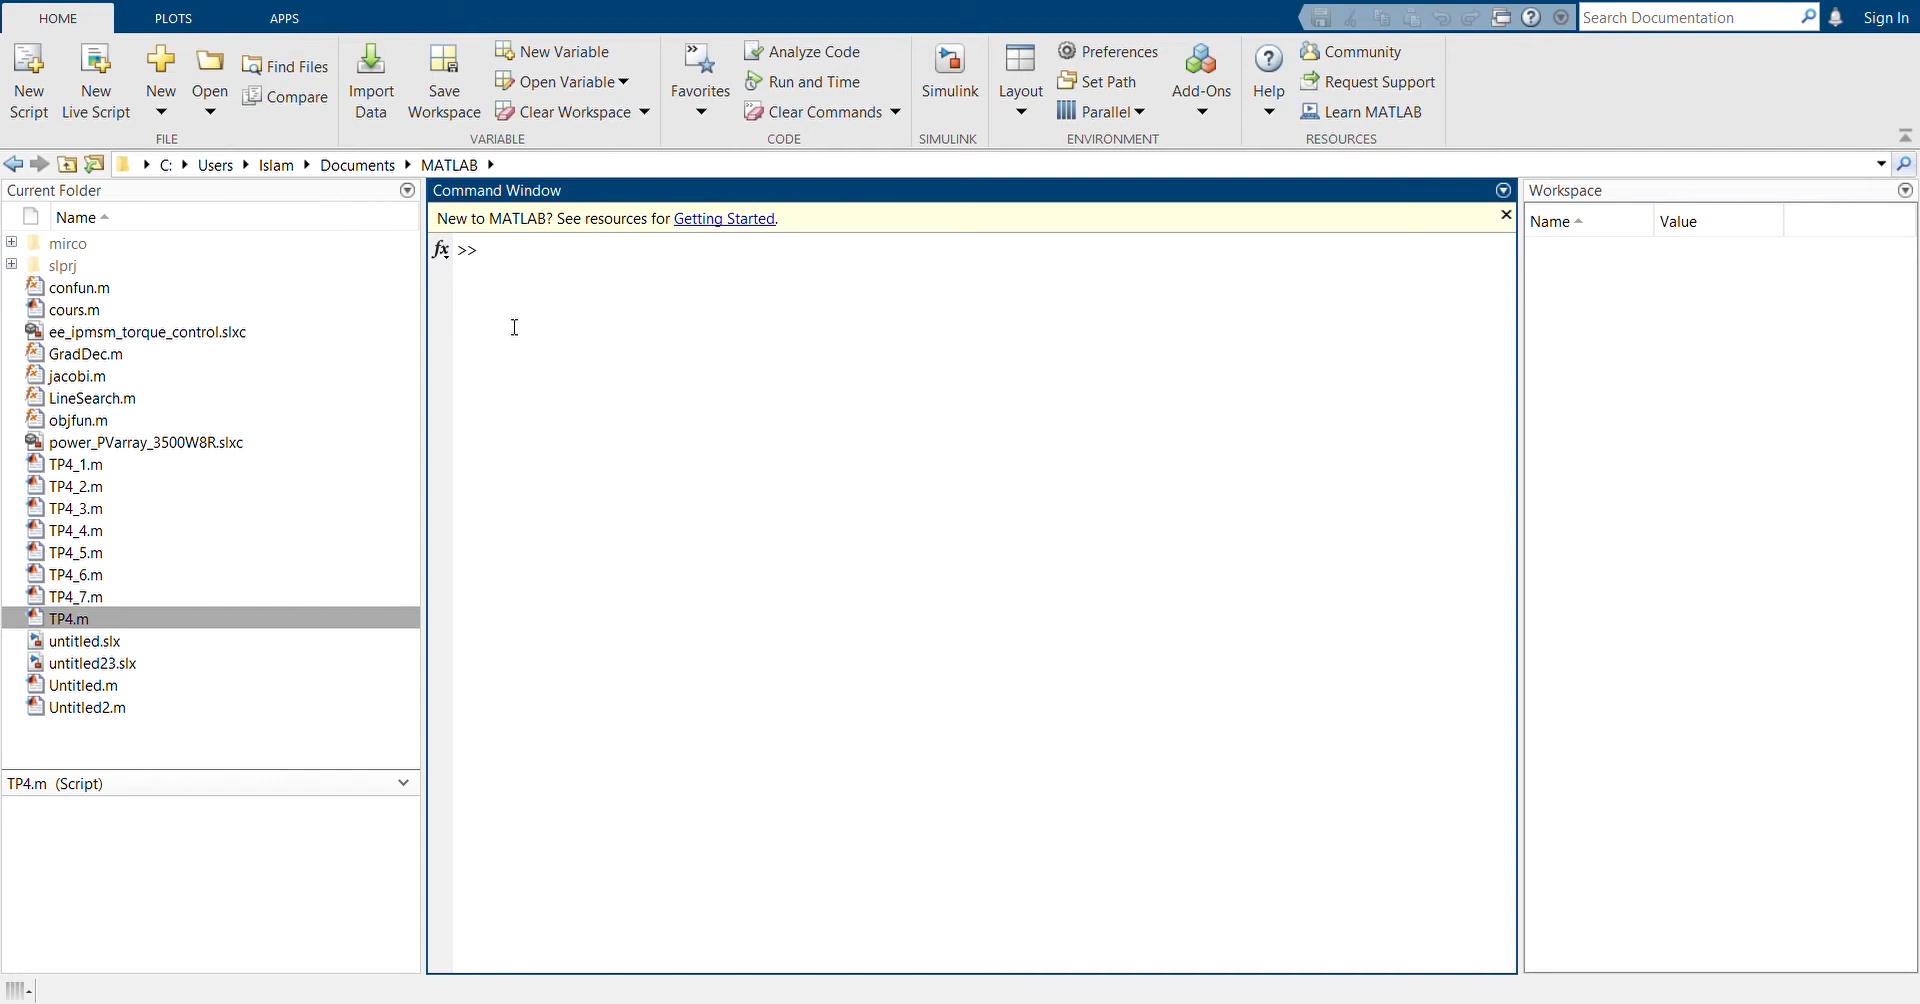 HOME PLOTS APPS
Search Documentation Sign In
New Script
New Live Script
New
Open
Find Files
Compare
FILE
Import Data
Save Workspace
New Variable
Open Variable
Clear Workspace
VARIABLE
Favorites
Analyze Code
Run and Time
Clear Commands
CODE
Simulink
SIMULINK
Layout
Preferences
Set Path
Parallel
Add-Ons
ENVIRONMENT
Help
Community
Request Support
Learn MATLAB
RESOURCES
C: Users Islam Documents MATLAB
Current Folder
Name
mirco
slprj
confun.m
cours.m
ee_ipmsm_torque_control.slxc
GradDec.m
jacobi.m
LineSearch.m
objfun.m
power_PVarray_3500W8R.slxc
TP4_1.m
TP4_2.m
TP4_3.m
TP4_4.m
TP4_5.m
TP4_6.m
TP4_7.m
TP4.m
untitled.slx
untitled23.slx
Untitled.m
Untitled2.m
TP4.m (Script)
Command Window
New to MATLAB? See resources for Getting Started.
fx >>
Workspace
Name Value